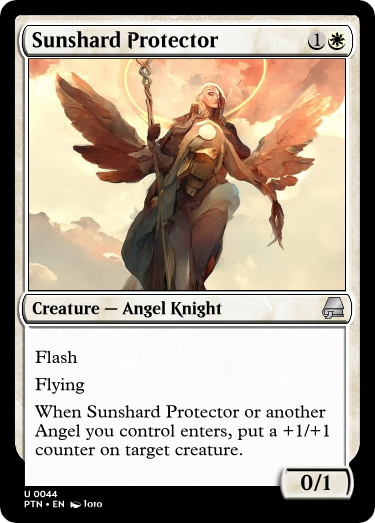 Sunshard Protector 1
Creature — Angel Knight
Flash
Flying
When Sunshard Protector or another
Angel you control enters, put a +1/+1
counter on target creature.
0/1
U 0044
PTN • EN Joro